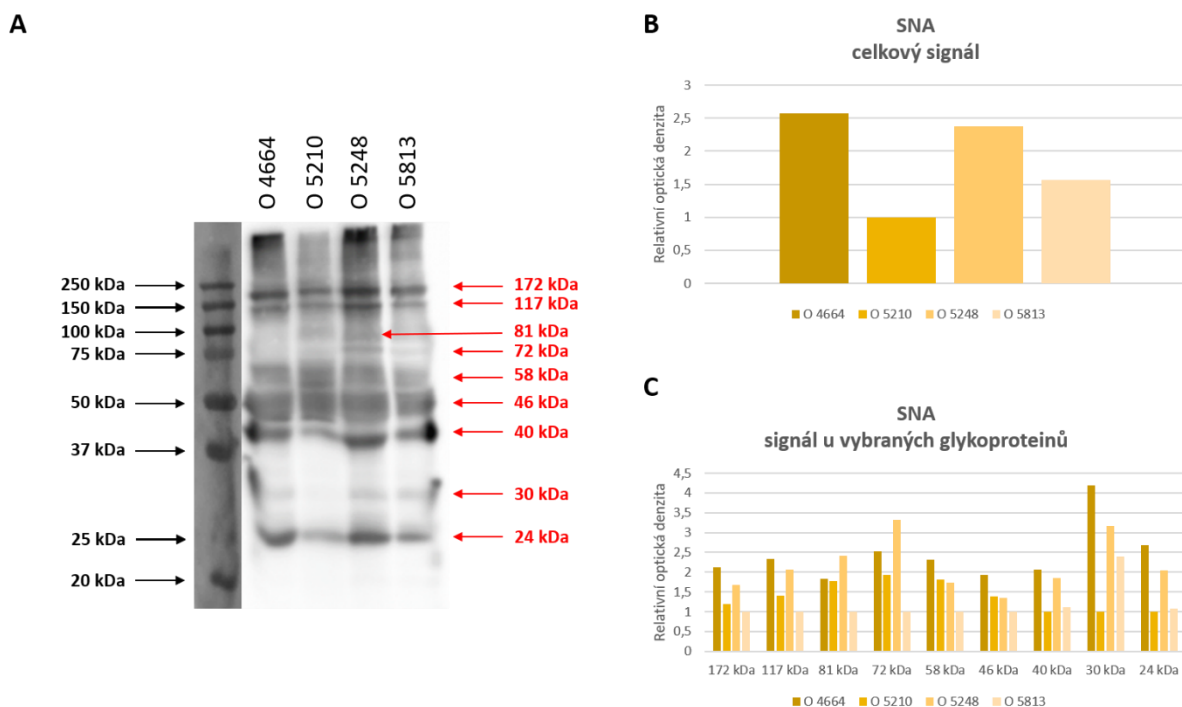 A
O 4664
O 5210
O 5248
O 5813
250 kDa
150 kDa
100 kDa
75 kDa
50 kDa
37 kDa
25 kDa
20 kDa
172 kDa
117 kDa
81 kDa
72 kDa
58 kDa
46 kDa
40 kDa
30 kDa
24 kDa
B
SNA
celkový signál
Relativní optická denzita
3
2,5
2
1,5
1
0,5
0
O 4664 O 5210 O 5248 O 5813
C
SNA
signál u vybraných glykoproteinů
Relativní optická denzita
4,5
4
3,5
3
2,5
2
1,5
1
0,5
0
172 kDa 117 kDa 81 kDa 72 kDa 58 kDa 46 kDa 40 kDa 30 kDa 24 kDa
O 4664 O 5210 O 5248 O 5813